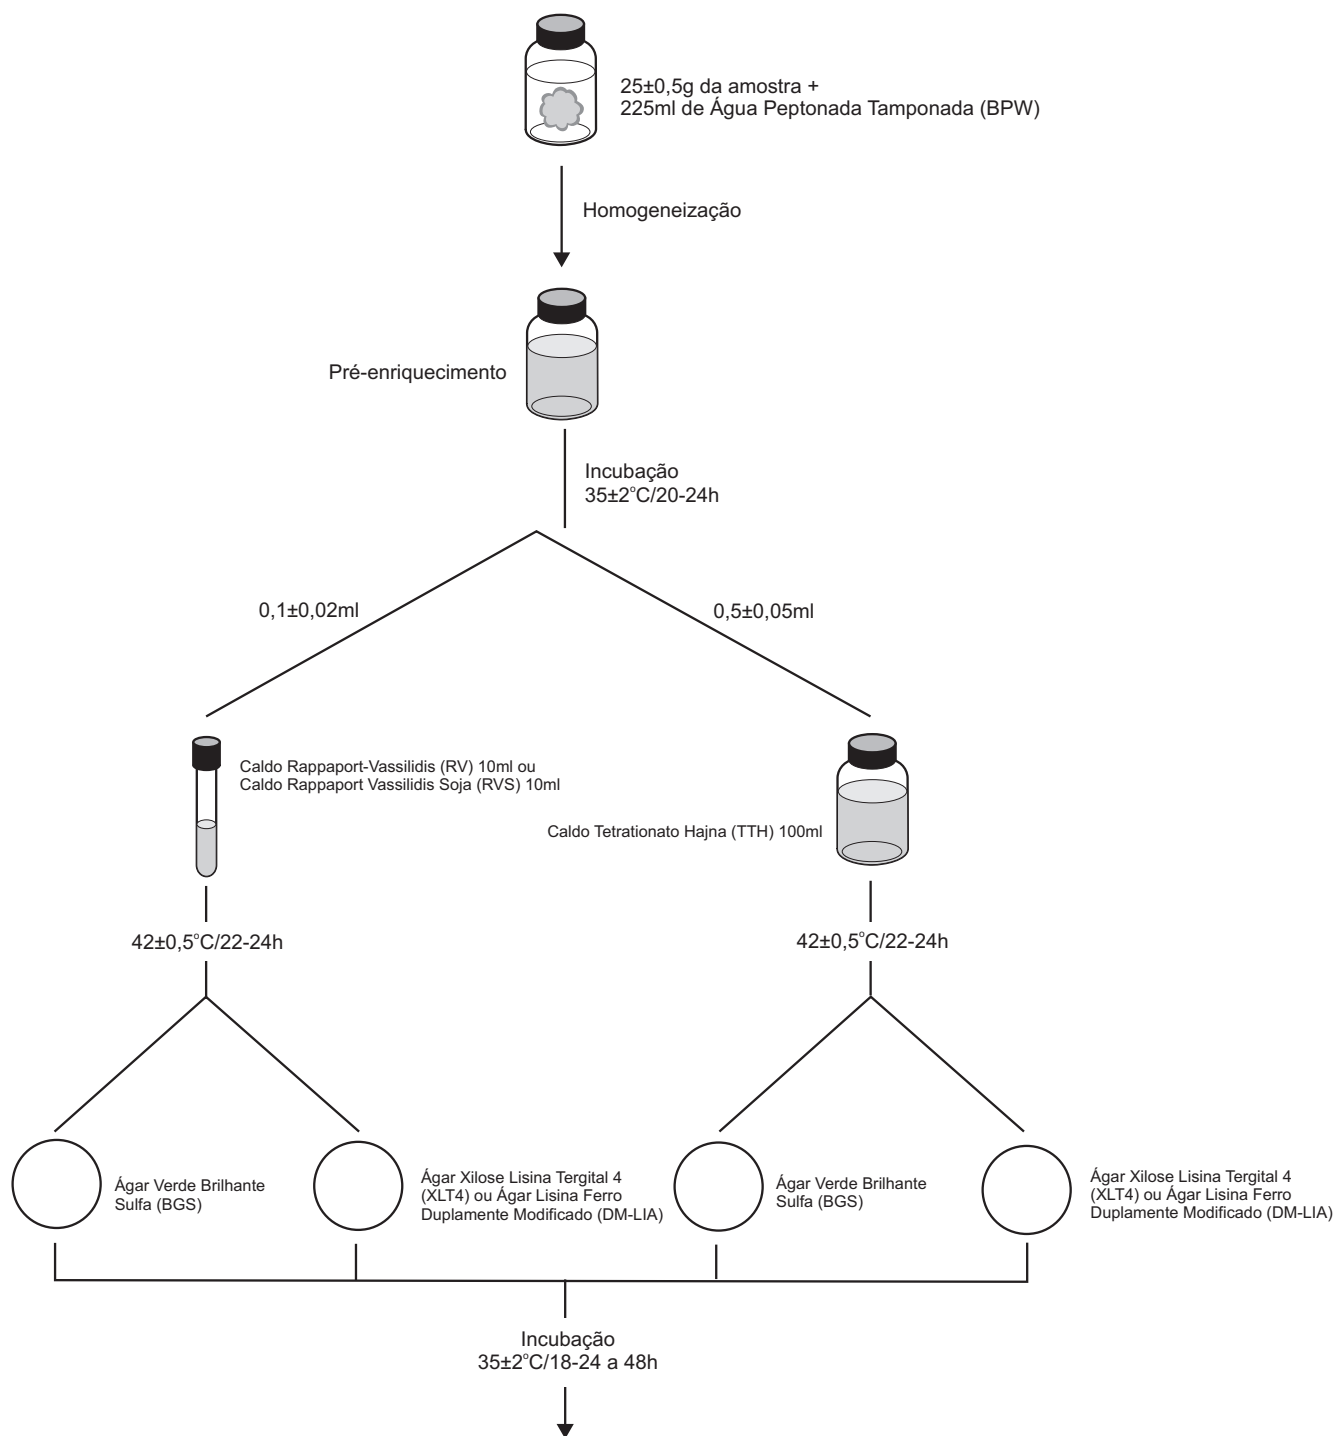 25±0,5g da amostra +
225ml de Água Peptonada Tamponada (BPW)
Homogeneização
Pré-enriquecimento
Incubação
35±2°C/20-24h
0,1±0,02ml
0,5±0,05ml
Caldo Rappaport-Vassilidis (RV) 10ml ou
Caldo Rappaport Vassilidis Soja (RVS) 10ml
Caldo Tetrationato Hajna (TTH) 100ml
42±0,5°C/22-24h
42±0,5°C/22-24h
Ágar Verde Brilhante
Sulfa (BGS)
Ágar Xilose Lisina Tergital 4
(XLT4) ou Ágar Lisina Ferro
Duplamente Modificado (DM-LIA)
Ágar Verde Brilhante
Sulfa (BGS)
Ágar Xilose Lisina Tergital 4
(XLT4) ou Ágar Lisina Ferro
Duplamente Modificado (DM-LIA)
Incubação
35±2°C/18-24 a 48h